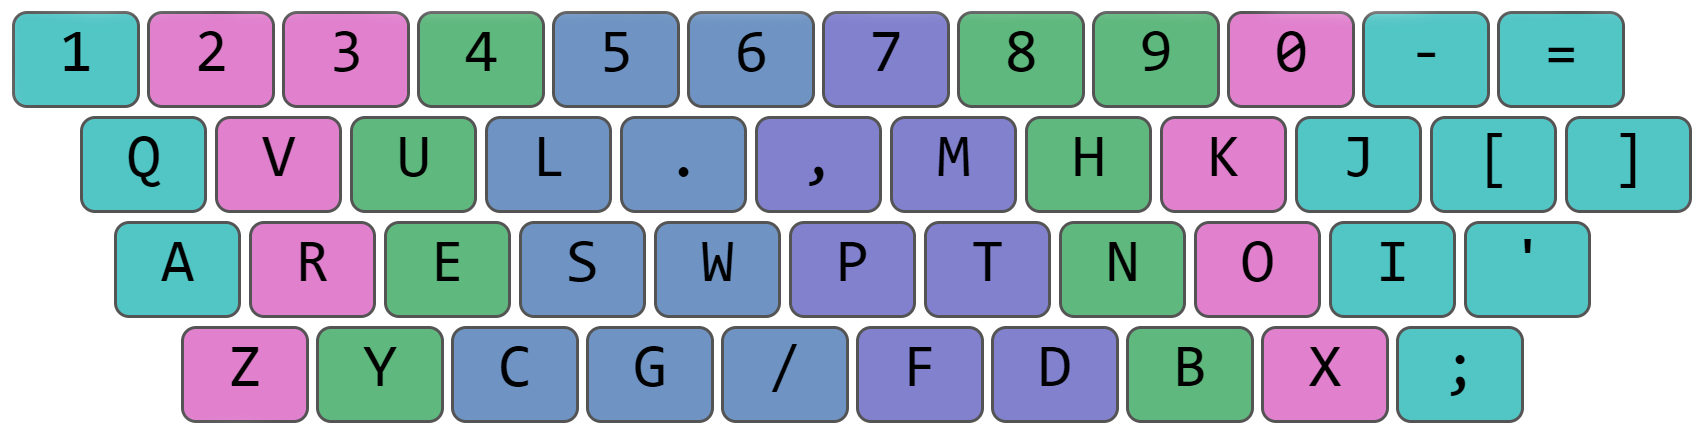 1 2 3 4 5 6 7 8 9 0 - =
Q V U L . , M H K J [ ]
A R E S W P T N O I '
Z Y C G / F D B X ;